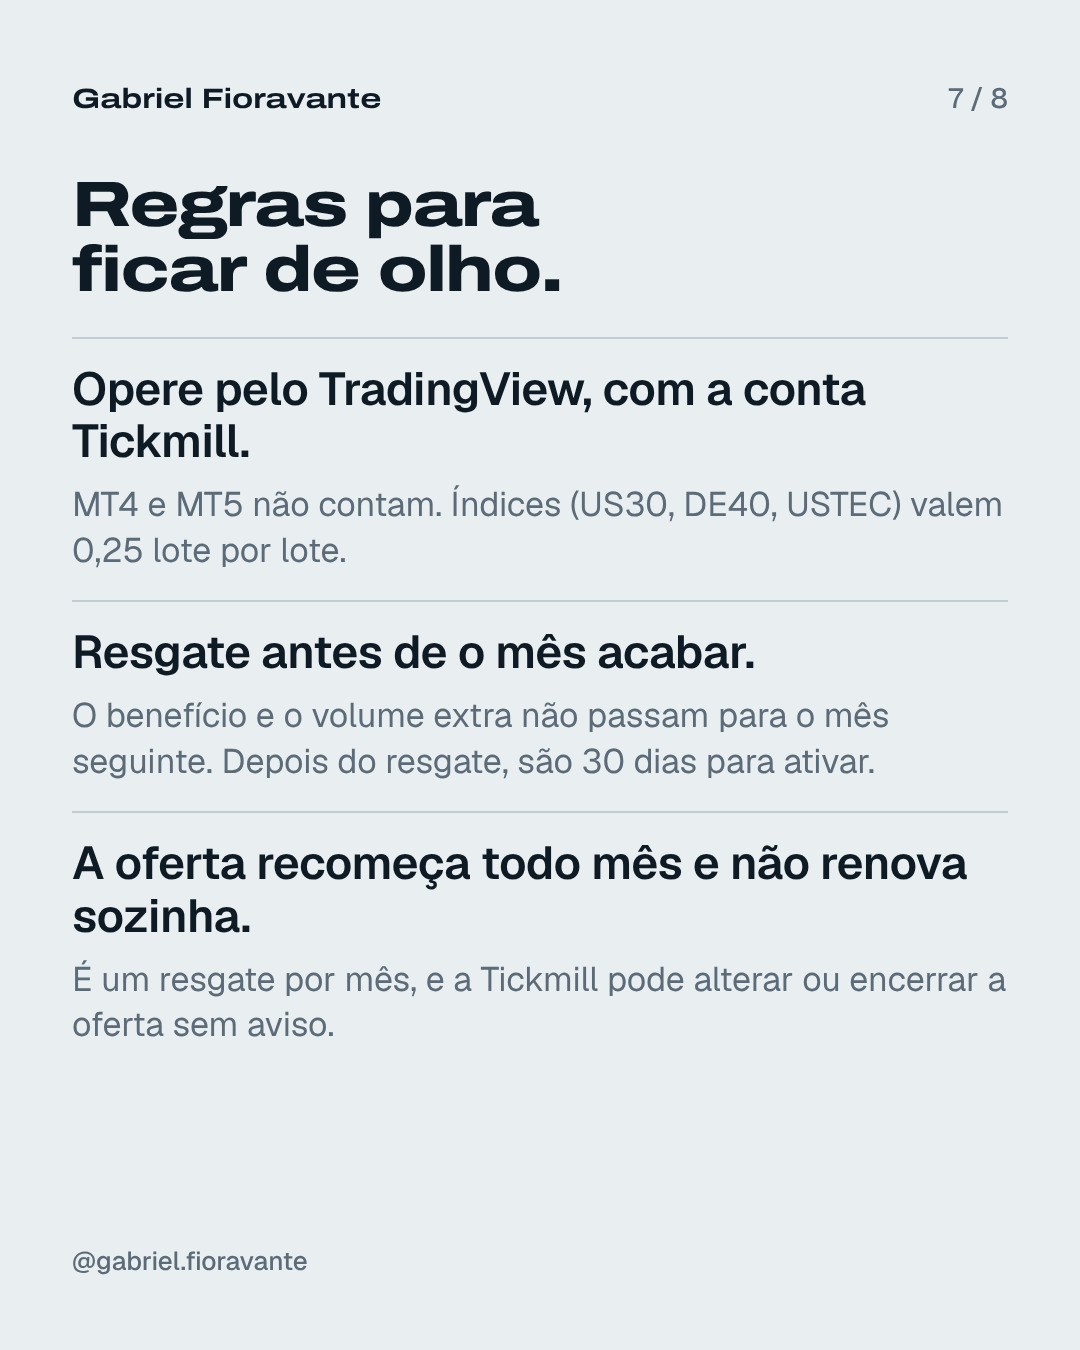 Gabriel Fioravante
7 / 8
Regras para
ficar de olho.
Opere pelo TradingView, com a conta
Tickmill.
MT4 e MT5 não contam. Índices (US30, DE40, USTEC) valem
0,25 lote por lote.
Resgate antes de o mês acabar.
O benefício e o volume extra não passam para o mês
seguinte. Depois do resgate, são 30 dias para ativar.
A oferta recomeça todo mês e não renova
sozinha.
É um resgate por mês, e a Tickmill pode alterar ou encerrar a
oferta sem aviso.
@gabriel.fioravante